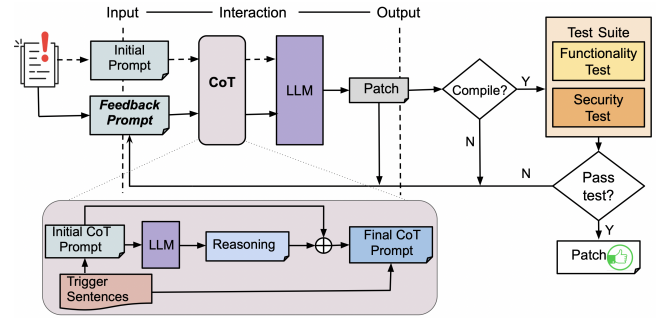 Input
Interaction
Output
Initial
Prompt
Feedback
Prompt
CoT
LLM
Patch
Compile?
Y
N
Test Suite
Functionality
Test
Security
Test
N
Pass
test?
Y
Patch
Initial CoT
Prompt
LLM
Reasoning
Final CoT
Prompt
Trigger
Sentences